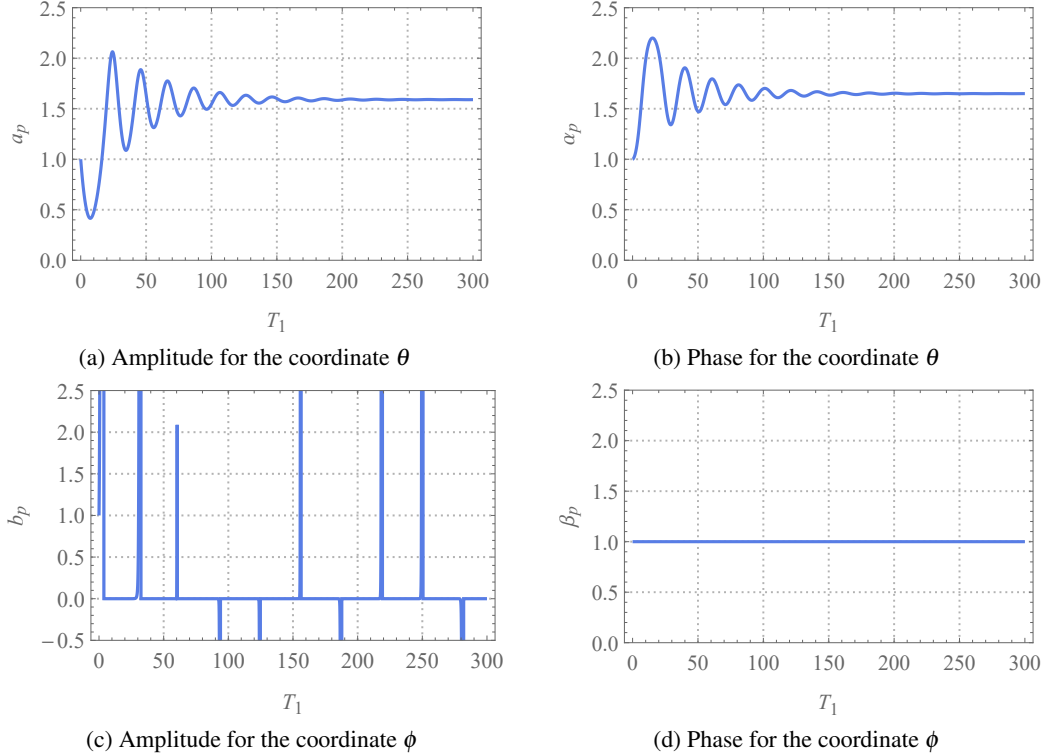 2.5
2.0
1.5
1.0
0.5
0.0
a_p
0 50 100 150 200 250 300
T_1
(a) Amplitude for the coordinate θ
2.5
2.0
1.5
1.0
0.5
0.0
α_p
0 50 100 150 200 250 300
T_1
(b) Phase for the coordinate θ
2.5
2.0
1.5
1.0
0.5
0.0
−0.5
b_p
0 50 100 150 200 250 300
T_1
(c) Amplitude for the coordinate ϕ
2.5
2.0
1.5
1.0
0.5
0.0
β_p
0 50 100 150 200 250 300
T_1
(d) Phase for the coordinate ϕ